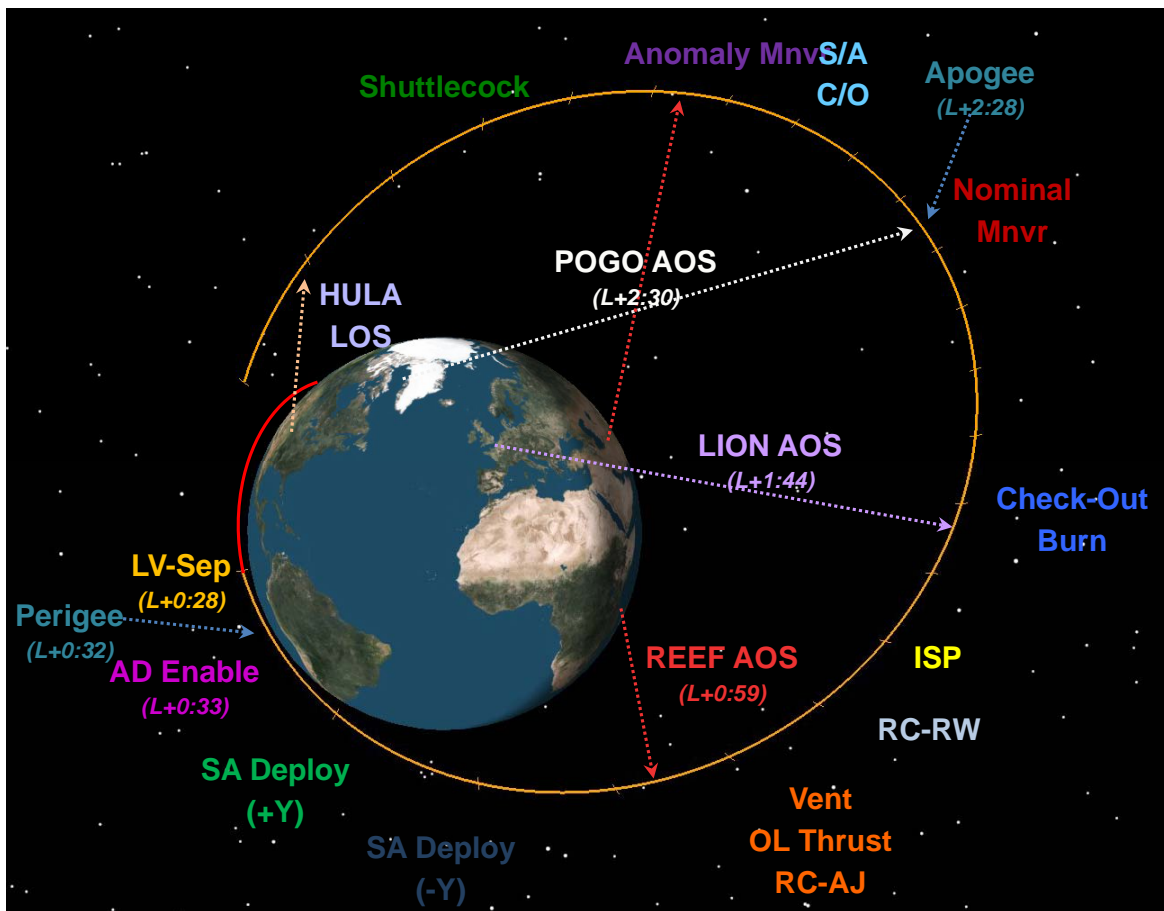 Anomaly Mnvr
S/A
C/O
Apogee
(L+2:28)
Shuttlecock
Nominal
Mnvr
POGO AOS
(L+2:30)
HULA
LOS
LION AOS
(L+1:44)
Check-Out
Burn
LV-Sep
(L+0:28)
Perigee
(L+0:32)
AD Enable
(L+0:33)
REEF AOS
(L+0:59)
ISP
RC-RW
SA Deploy
(+Y)
Vent
OL Thrust
RC-AJ
SA Deploy
(-Y)